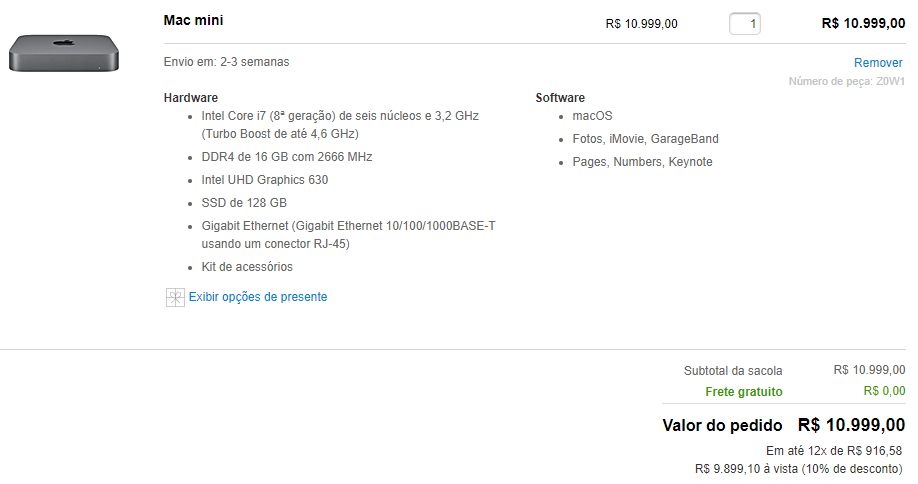 Mac mini R$ 10.999,00 1 R$ 10.999,00
Envio em: 2-3 semanas Remover
Número de peça: Z0W1
Hardware
Intel Core i7 (8ª geração) de seis núcleos e 3,2 GHz
(Turbo Boost de até 4,6 GHz)
DDR4 de 16 GB com 2666 MHz
Intel UHD Graphics 630
SSD de 128 GB
Gigabit Ethernet (Gigabit Ethernet 10/100/1000BASE-T
usando um conector RJ-45)
Kit de acessórios
Software
macOS
Fotos, iMovie, GarageBand
Pages, Numbers, Keynote
Exibir opções de presente
Subtotal da sacola R$ 10.999,00
Frete gratuito R$ 0,00
Valor do pedido R$ 10.999,00
Em até 12x de R$ 916,58
R$ 9.899,10 à vista (10% de desconto)